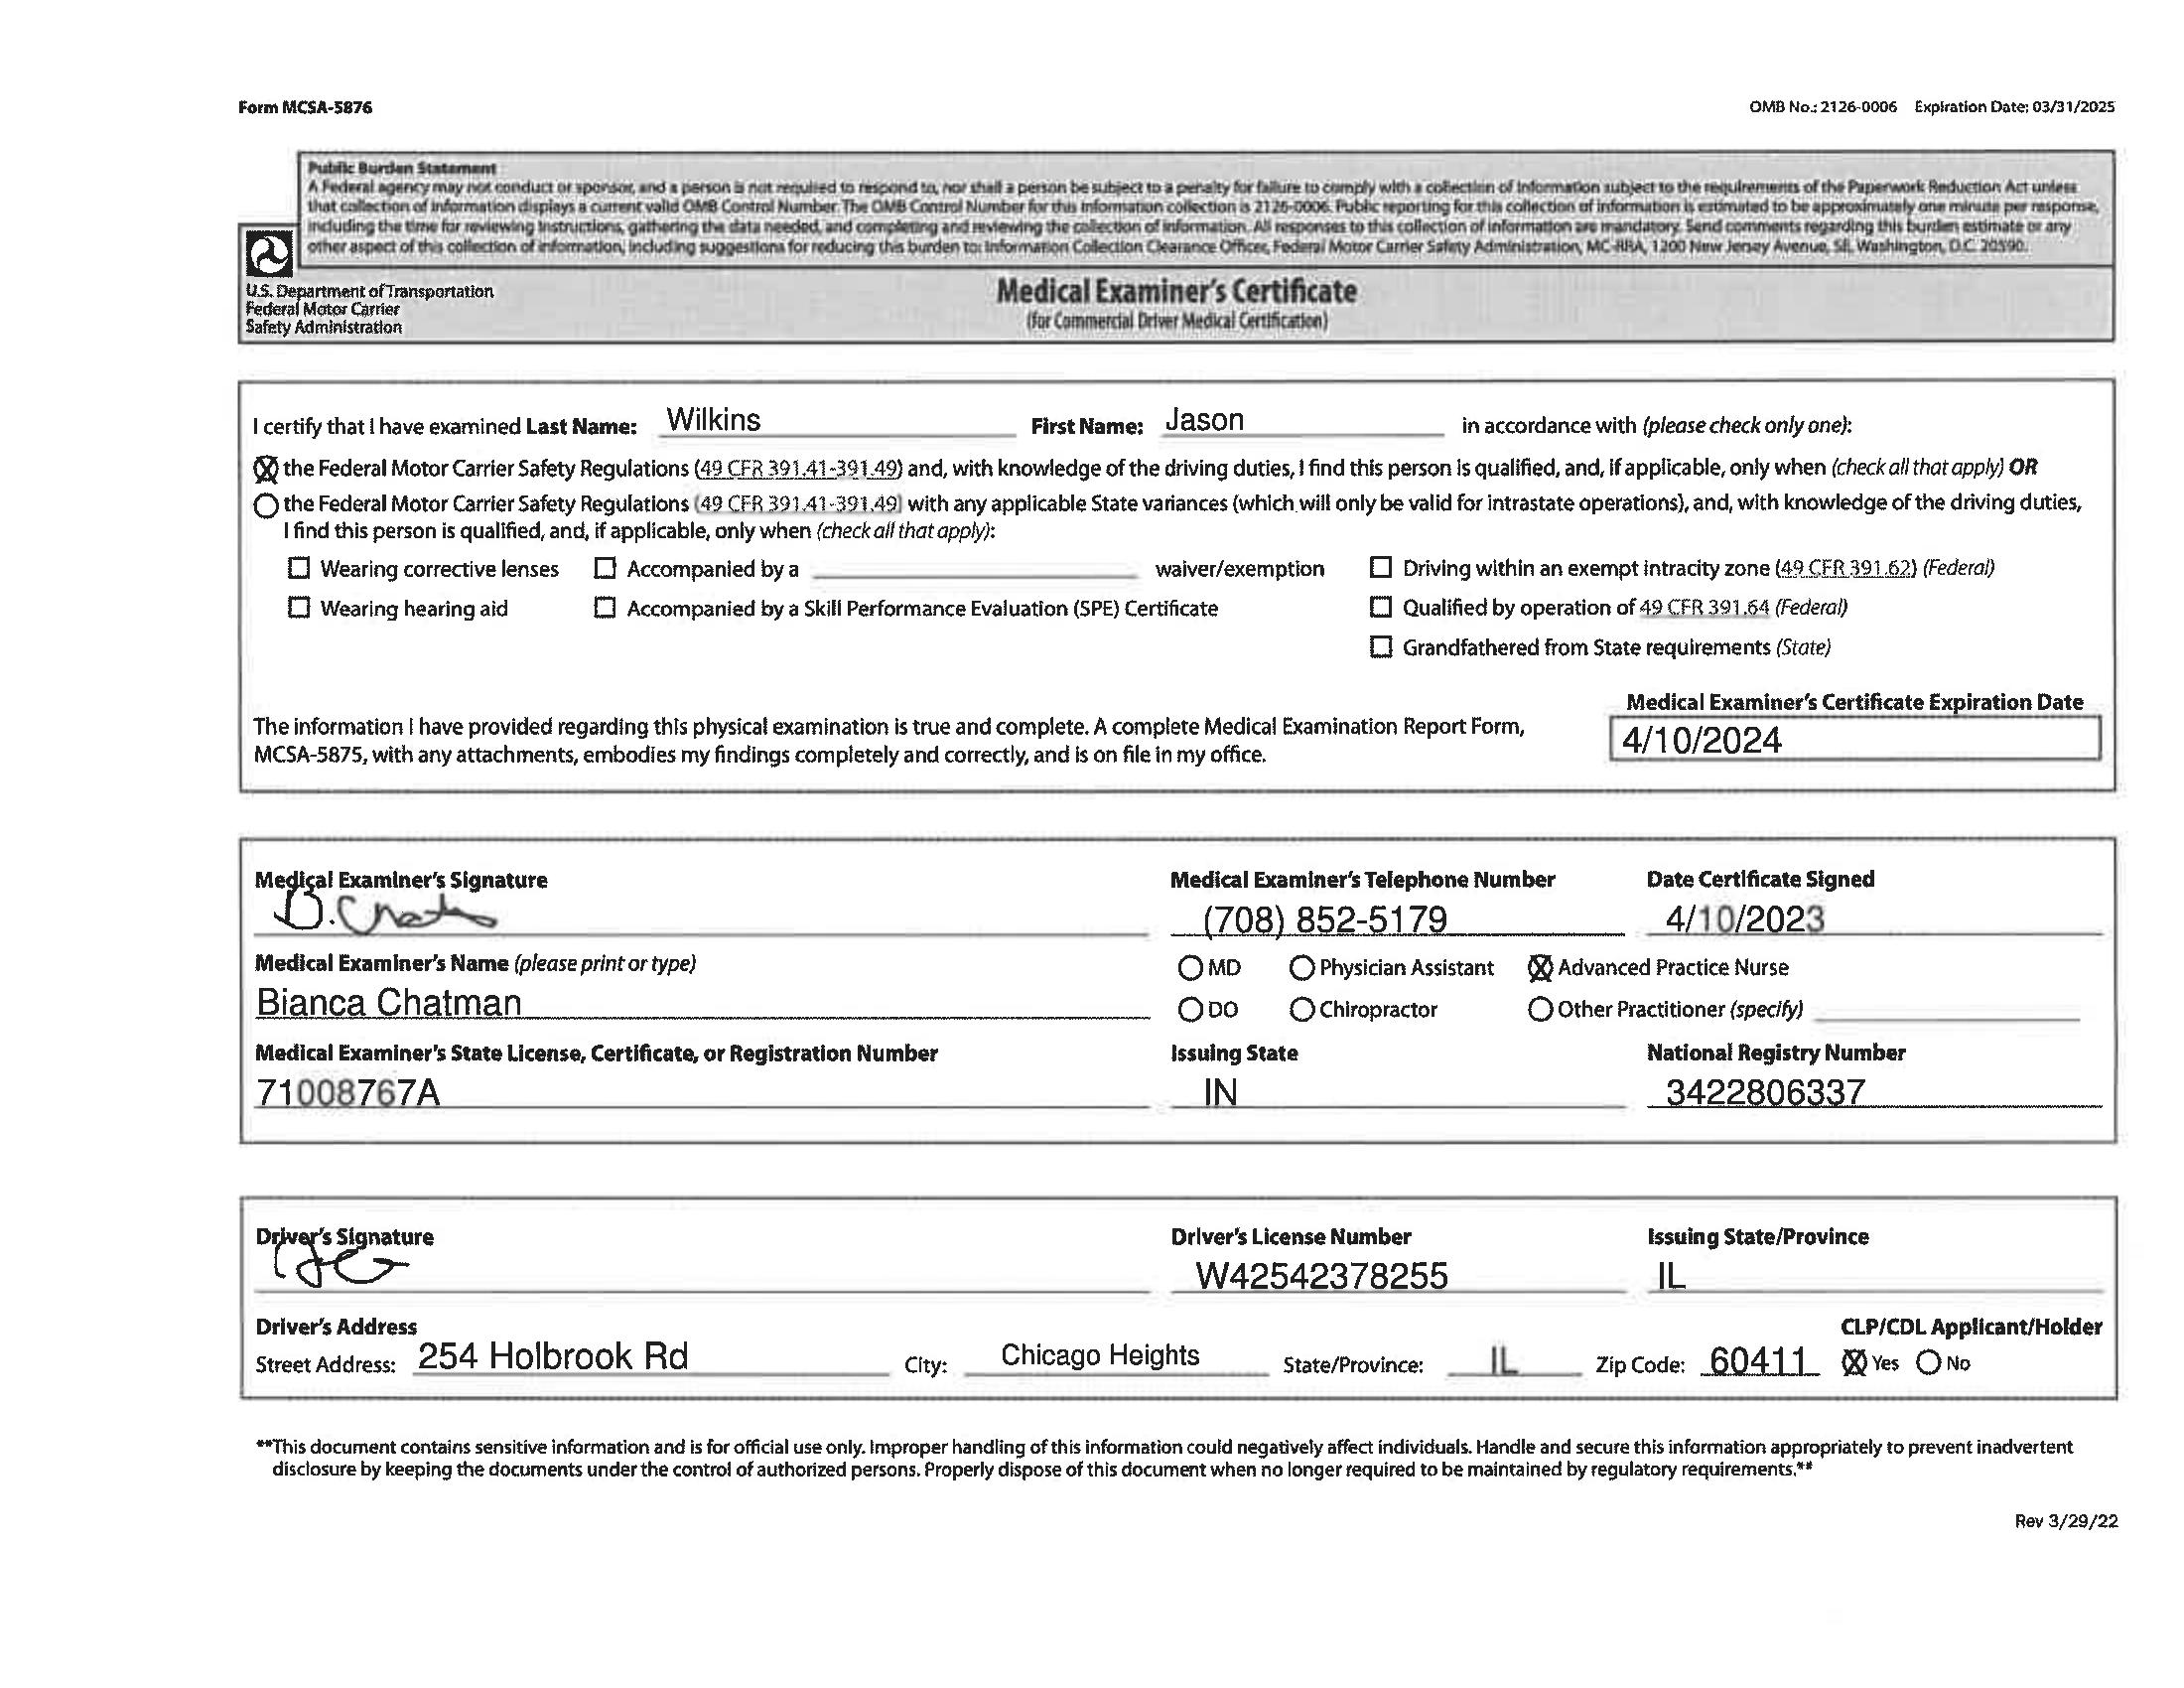 Form MCSA-5876 OMB No.: 2126-0006 Expiration Date: 03/31/2025
Public Burden Statement
A Federal agency may not conduct or sponsor, and a person is not required to respond to, nor shall a person be subject to a penalty for failure to comply with a collection of information subject to the requirements of the Paperwork Reduction Act unless
that collection of information displays a current valid OMB Control Number. The OMB Control Number for this information collection is 2126-0006. Public reporting for this collection of information is estimated to be approximately one minute per response,
including the time for reviewing instructions, gathering the data needed, and completing and reviewing the collection of information. All responses to this collection of information are mandatory. Send comments regarding this burden estimate or any
other aspect of this collection of information, including suggestions for reducing this burden to: Information Collection Clearance Officer, Federal Motor Carrier Safety Administration, MC-RRA, 1200 New Jersey Avenue, SE, Washington, D.C. 20590.
U.S. Department of Transportation
Federal Motor Carrier
Safety Administration
Medical Examiner's Certificate
(for Commercial Driver Medical Certification)
I certify that I have examined Last Name: Wilkins First Name: Jason in accordance with (please check only one):
the Federal Motor Carrier Safety Regulations (49 CFR 391.41-391.49) and, with knowledge of the driving duties, I find this person is qualified, and, if applicable, only when (check all that apply) OR
the Federal Motor Carrier Safety Regulations (49 CFR 391.41-391.49) with any applicable State variances (which will only be valid for intrastate operations), and, with knowledge of the driving duties,
I find this person is qualified, and, if applicable, only when (check all that apply):
Wearing corrective lenses Accompanied by a waiver/exemption Driving within an exempt intracity zone (49 CFR 391.62) (Federal)
Wearing hearing aid Accompanied by a Skill Performance Evaluation (SPE) Certificate Qualified by operation of 49 CFR 391.64 (Federal)
Grandfathered from State requirements (State)
Medical Examiner's Certificate Expiration Date
The information I have provided regarding this physical examination is true and complete. A complete Medical Examination Report Form,
MCSA-5875, with any attachments, embodies my findings completely and correctly, and is on file in my office.
4/10/2024
Medical Examiner's Signature Medical Examiner's Telephone Number Date Certificate Signed
(708) 852-5179 4/10/2023
Medical Examiner's Name (please print or type) MD Physician Assistant Advanced Practice Nurse
Bianca Chatman DO Chiropractor Other Practitioner (specify)
Medical Examiner's State License, Certificate, or Registration Number Issuing State National Registry Number
71008767A IN 3422806337
Driver's Signature Driver's License Number Issuing State/Province
W42542378255 IL
Driver's Address CLP/CDL Applicant/Holder
Street Address: 254 Holbrook Rd City: Chicago Heights State/Province: IL Zip Code: 60411 Yes No
**This document contains sensitive information and is for official use only. Improper handling of this information could negatively affect individuals. Handle and secure this information appropriately to prevent inadvertent
disclosure by keeping the documents under the control of authorized persons. Properly dispose of this document when no longer required to be maintained by regulatory requirements.**
Rev 3/29/22